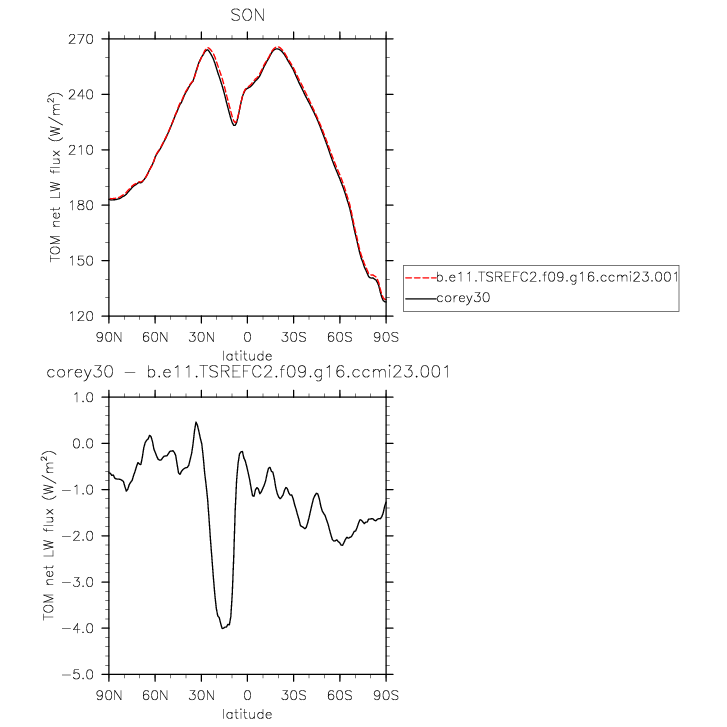 SON
TOM net LW flux (W/m²)
270
240
210
180
150
120
90N 60N 30N 0 30S 60S 90S
latitude
b.e11.TSREFC2.f09.g16.ccmi23.001
corey30
corey30 − b.e11.TSREFC2.f09.g16.ccmi23.001
TOM net LW flux (W/m²)
1.0
0.0
−1.0
−2.0
−3.0
−4.0
−5.0
90N 60N 30N 0 30S 60S 90S
latitude